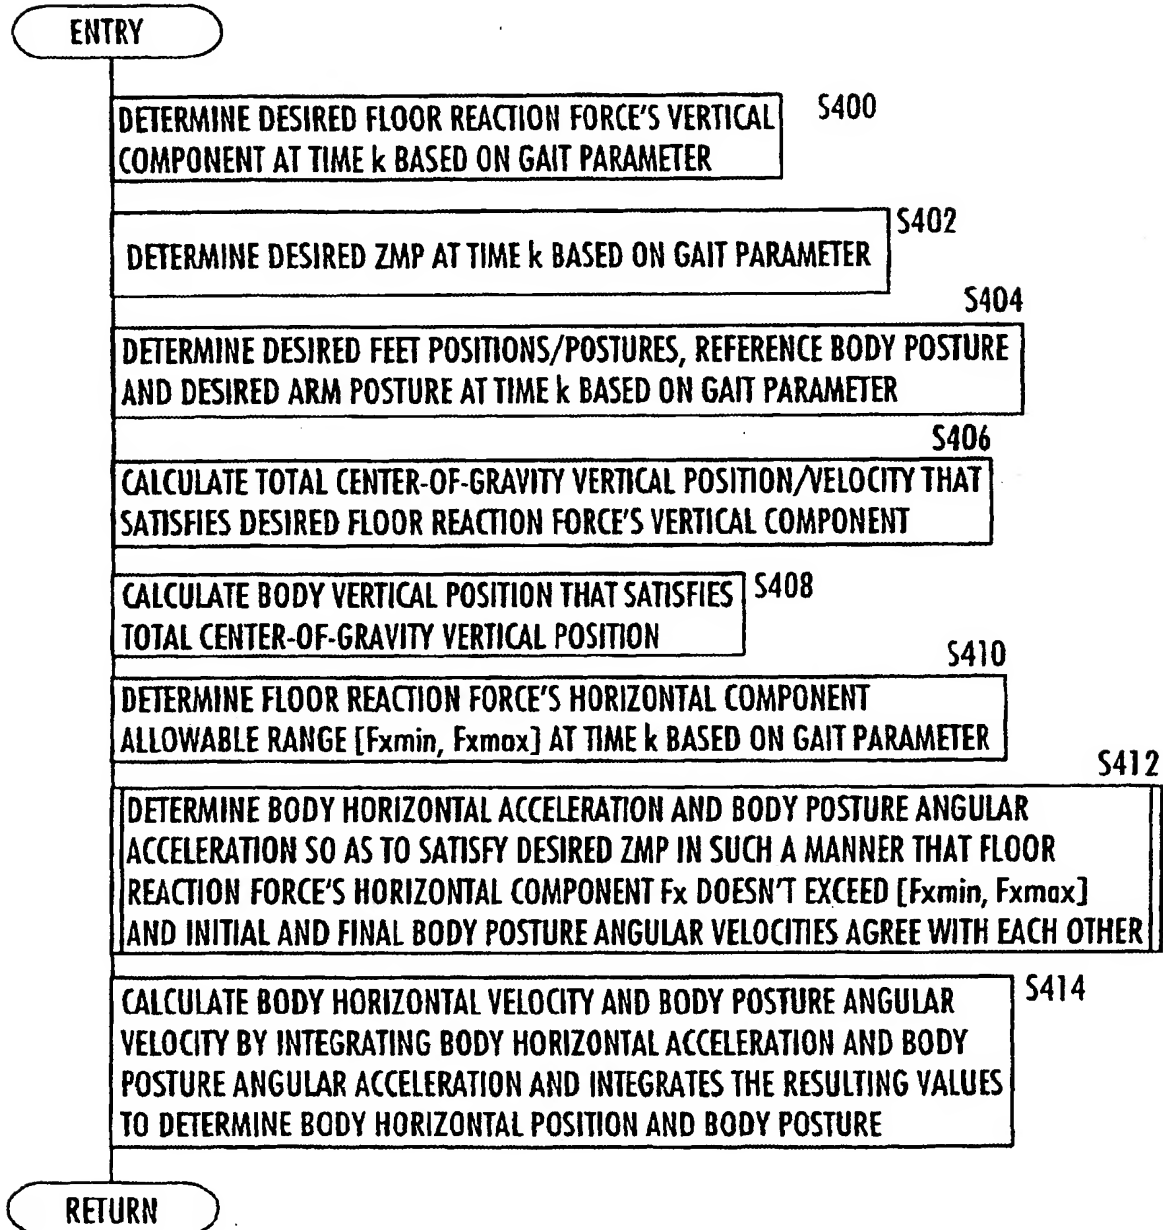 ENTRY
S400
DETERMINE DESIRED FLOOR REACTION FORCE'S VERTICAL
COMPONENT AT TIME k BASED ON GAIT PARAMETER
S402
DETERMINE DESIRED ZMP AT TIME k BASED ON GAIT PARAMETER
S404
DETERMINE DESIRED FEET POSITIONS/POSTURES, REFERENCE BODY POSTURE
AND DESIRED ARM POSTURE AT TIME k BASED ON GAIT PARAMETER
S406
CALCULATE TOTAL CENTER-OF-GRAVITY VERTICAL POSITION/VELOCITY THAT
SATISFIES DESIRED FLOOR REACTION FORCE'S VERTICAL COMPONENT
S408
CALCULATE BODY VERTICAL POSITION THAT SATISFIES
TOTAL CENTER-OF-GRAVITY VERTICAL POSITION
S410
DETERMINE FLOOR REACTION FORCE'S HORIZONTAL COMPONENT
ALLOWABLE RANGE [Fxmin, Fxmax] AT TIME k BASED ON GAIT PARAMETER
S412
DETERMINE BODY HORIZONTAL ACCELERATION AND BODY POSTURE ANGULAR
ACCELERATION SO AS TO SATISFY DESIRED ZMP IN SUCH A MANNER THAT FLOOR
REACTION FORCE'S HORIZONTAL COMPONENT Fx DOESN'T EXCEED [Fxmin, Fxmax]
AND INITIAL AND FINAL BODY POSTURE ANGULAR VELOCITIES AGREE WITH EACH OTHER
S414
CALCULATE BODY HORIZONTAL VELOCITY AND BODY POSTURE ANGULAR
VELOCITY BY INTEGRATING BODY HORIZONTAL ACCELERATION AND BODY
POSTURE ANGULAR ACCELERATION AND INTEGRATES THE RESULTING VALUES
TO DETERMINE BODY HORIZONTAL POSITION AND BODY POSTURE
RETURN